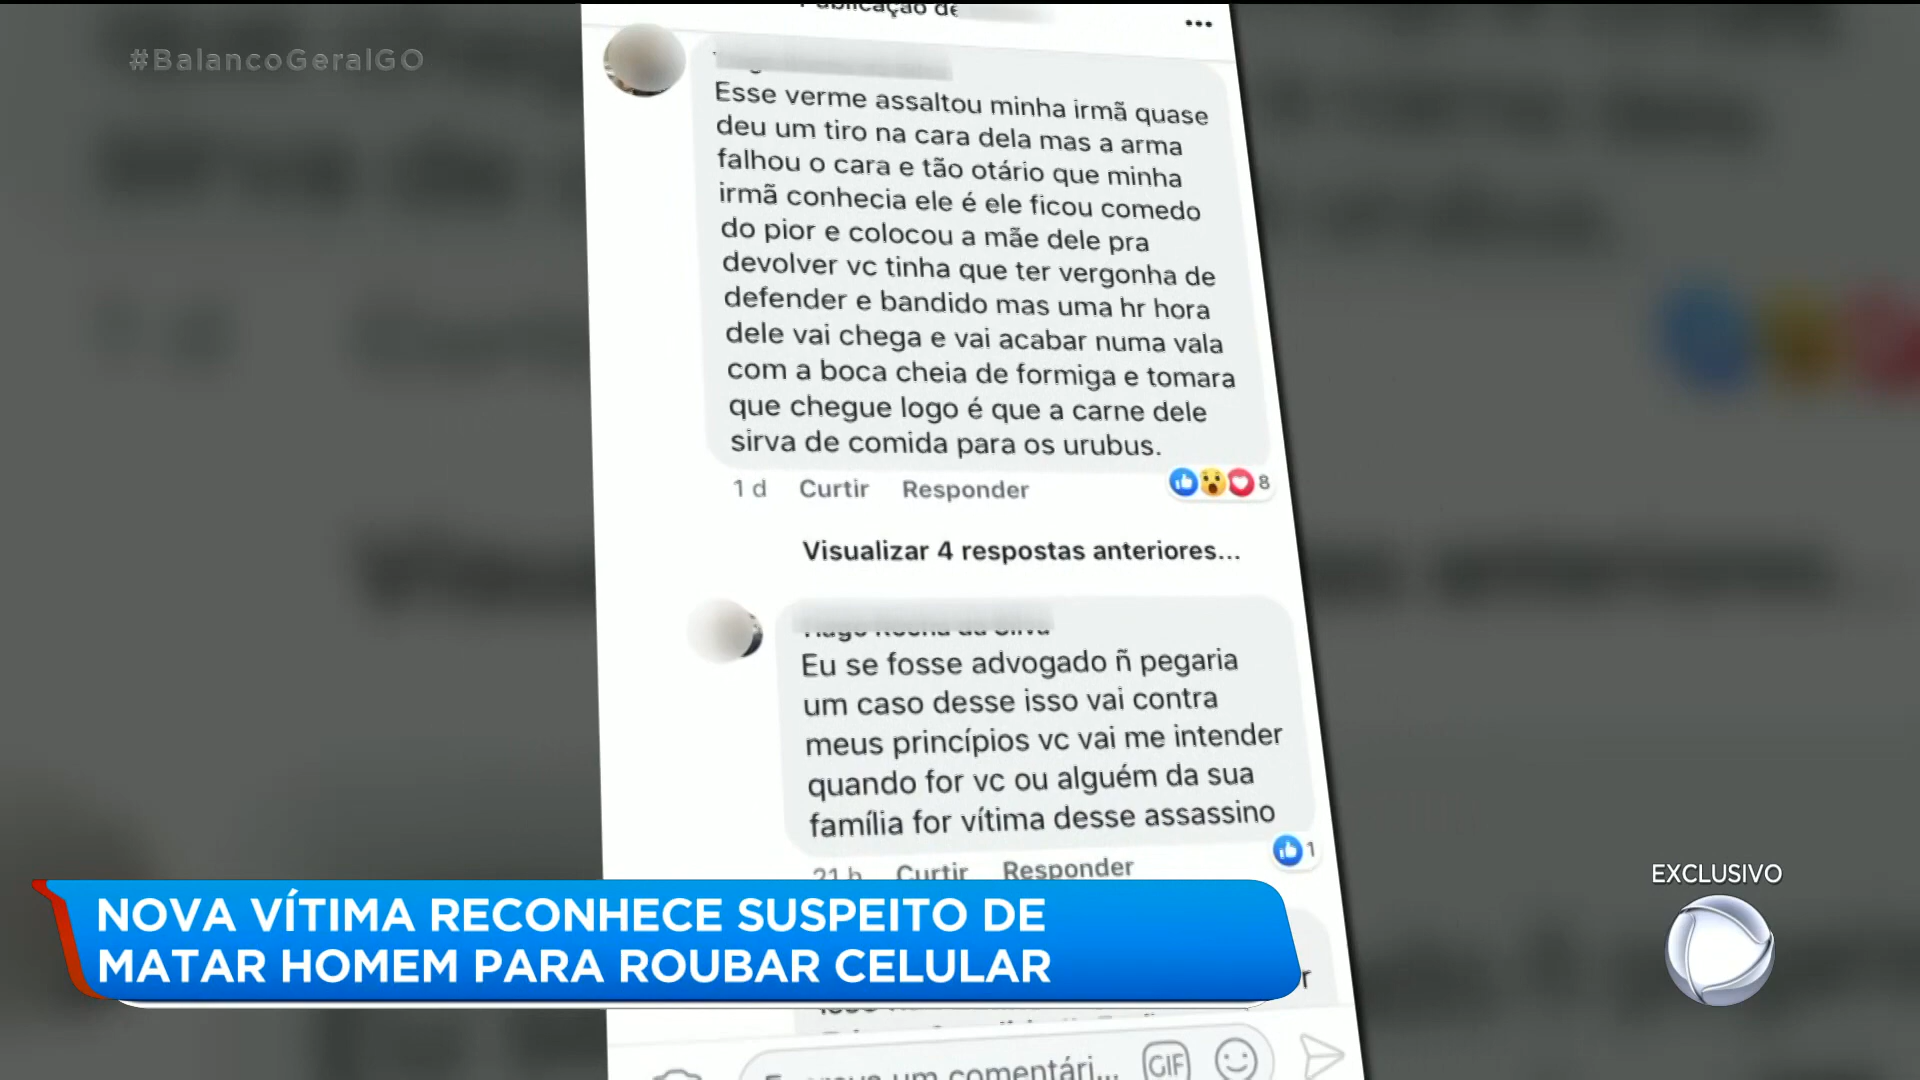 #BalancoGeralGO
Publicação de
Esse verme assaltou minha irmã quase
deu um tiro na cara dela mas a arma
falhou o cara e tão otário que minha
irmã conhecia ele é ele ficou comedo
do pior e colocou a mãe dele pra
devolver vc tinha que ter vergonha de
defender e bandido mas uma hr hora
dele vai chega e vai acabar numa vala
com a boca cheia de formiga e tomara
que chegue logo é que a carne dele
sirva de comida para os urubus.
1 d Curtir Responder
8
Visualizar 4 respostas anteriores...
Eu se fosse advogado ñ pegaria
um caso desse isso vai contra
meus princípios vc vai me intender
quando for vc ou alguém da sua
família for vítima desse assassino
1
21 h Curtir Responder
NOVA VÍTIMA RECONHECE SUSPEITO DE
MATAR HOMEM PARA ROUBAR CELULAR
EXCLUSIVO
um comentári...
GIF